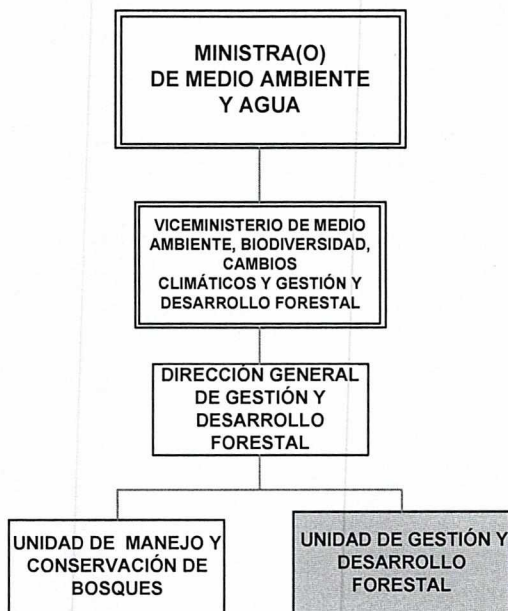 MINISTRA(O)
DE MEDIO AMBIENTE
Y AGUA
VICEMINISTERIO DE MEDIO
AMBIENTE, BIODIVERSIDAD,
CAMBIOS
CLIMÁTICOS Y GESTIÓN Y
DESARROLLO FORESTAL
DIRECCIÓN GENERAL
DE GESTIÓN Y
DESARROLLO
FORESTAL
UNIDAD DE MANEJO Y
CONSERVACIÓN DE
BOSQUES
UNIDAD DE GESTIÓN Y
DESARROLLO
FORESTAL